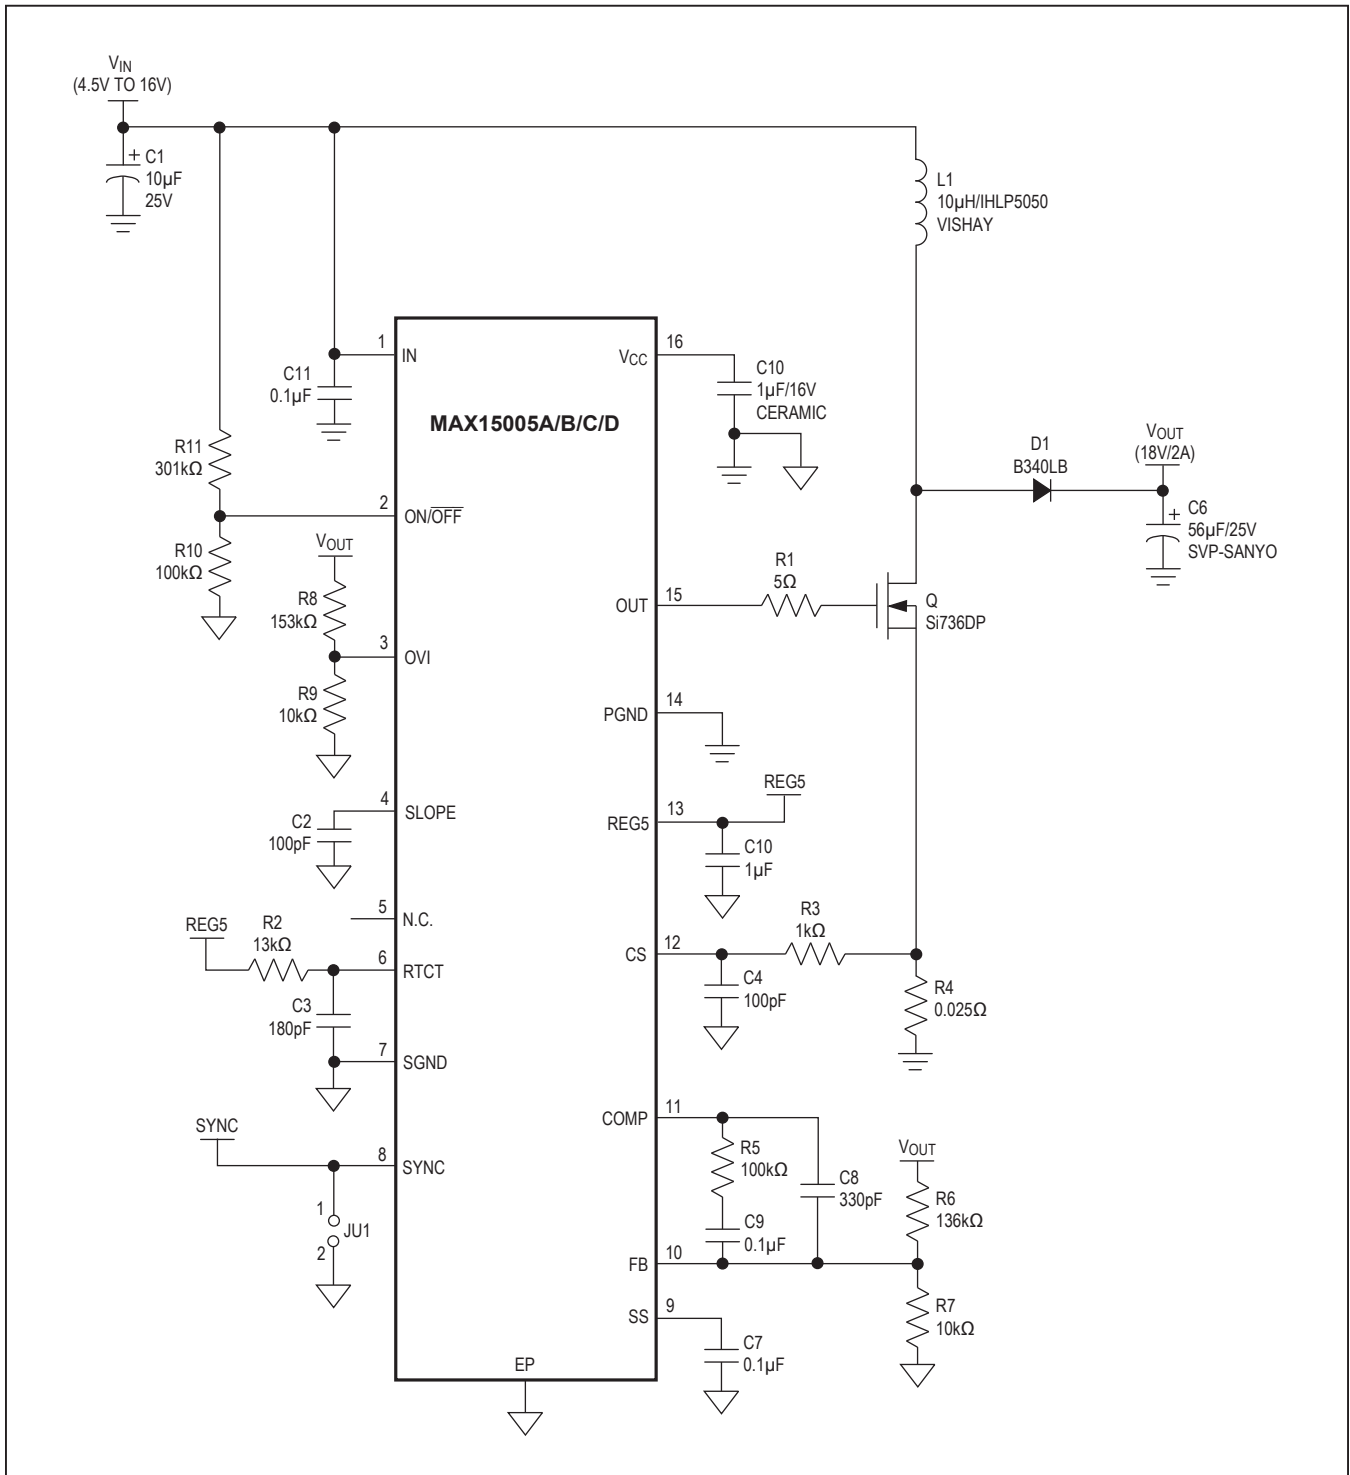 VIN
(4.5V TO 16V)
+ C1
10µF
25V
L1
10µH/IHLP5050
VISHAY
1
IN
C11
0.1µF
16
VCC
C10
1µF/16V
CERAMIC
MAX15005A/B/C/D
R11
301kΩ
D1
B340LB
VOUT
(18V/2A)
+ C6
56µF/25V
SVP-SANYO
2
ON/OFF
R10
100kΩ
VOUT
R8
153kΩ
R1
5Ω
15
OUT
Q
Si736DP
3
OVI
R9
10kΩ
14
PGND
REG5
13
REG5
C10
1µF
4
SLOPE
C2
100pF
5
N.C.
REG5
R2
13kΩ
6
RTCT
R3
1kΩ
12
CS
C4
100pF
R4
0.025Ω
C3
180pF
7
SGND
SYNC
8
SYNC
1
JU1
2
11
COMP
R5
100kΩ
C8
330pF
VOUT
R6
136kΩ
C9
0.1µF
10
FB
9
SS
R7
10kΩ
C7
0.1µF
EP